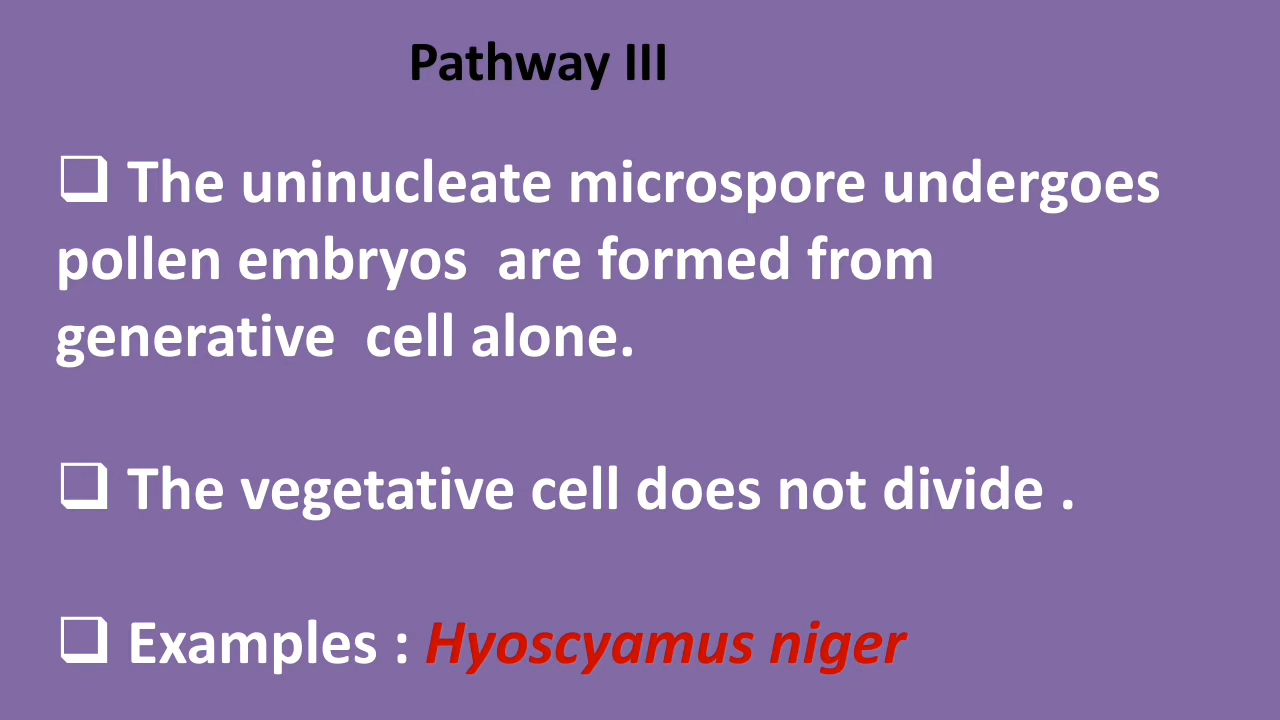 Pathway III
❑ The uninucleate microspore undergoes
pollen embryos are formed from
generative cell alone.
❑ The vegetative cell does not divide .
❑ Examples : Hyoscyamus niger